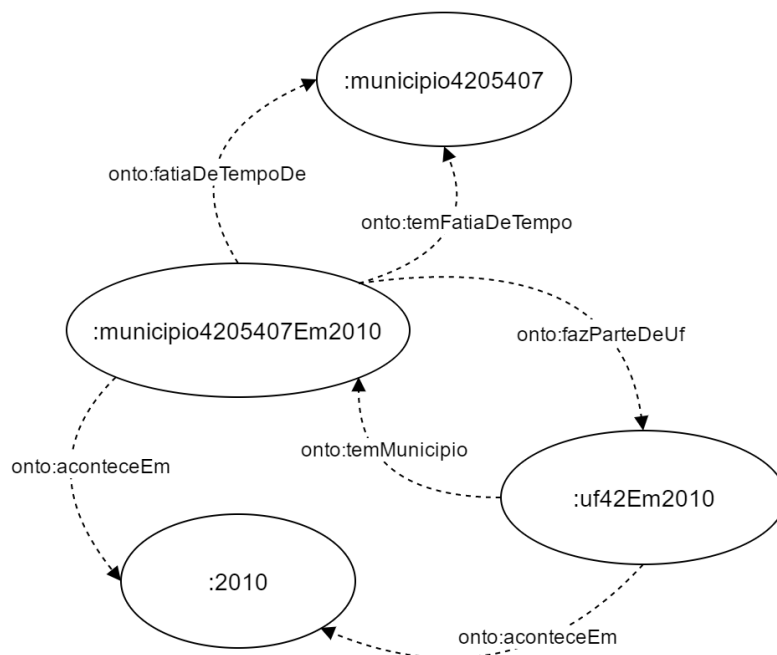 :municipio4205407
onto:fatiaDeTempoDe
onto:temFatiaDeTempo
:municipio4205407Em2010
onto:fazParteDeUf
onto:temMunicipio
onto:aconteceEm
:uf42Em2010
:2010
onto:aconteceEm